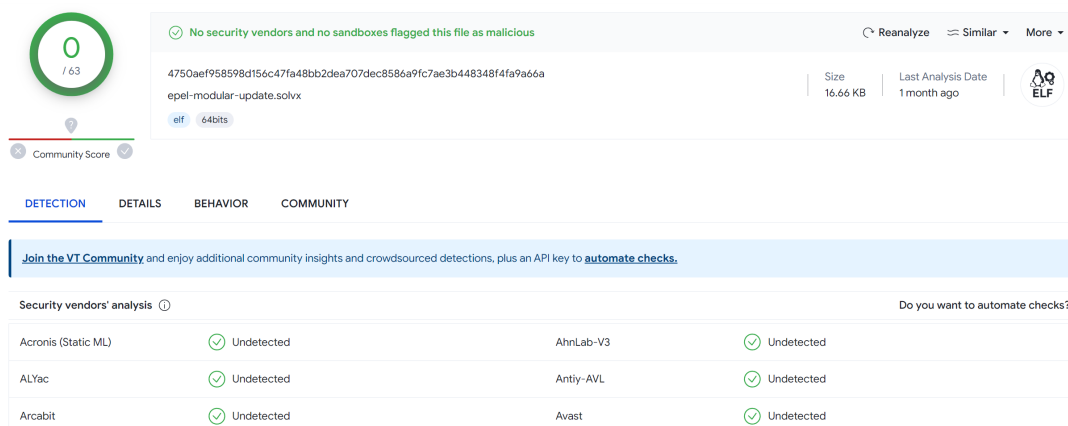 0
/ 63
?
Community Score
No security vendors and no sandboxes flagged this file as malicious
Reanalyze Similar More
4750aef958598d156c47fa48bb2dea707dec8586a9fc7ae3b448348f4fa9a66a
epel-modular-update.solvx
elf 64bits
Size
16.66 KB
Last Analysis Date
1 month ago
ELF
DETECTION DETAILS BEHAVIOR COMMUNITY
Join the VT Community and enjoy additional community insights and crowdsourced detections, plus an API key to automate checks.
Security vendors' analysis Do you want to automate checks?
Acronis (Static ML) Undetected AhnLab-V3 Undetected
ALYac Undetected Antiy-AVL Undetected
Arcabit Undetected Avast Undetected